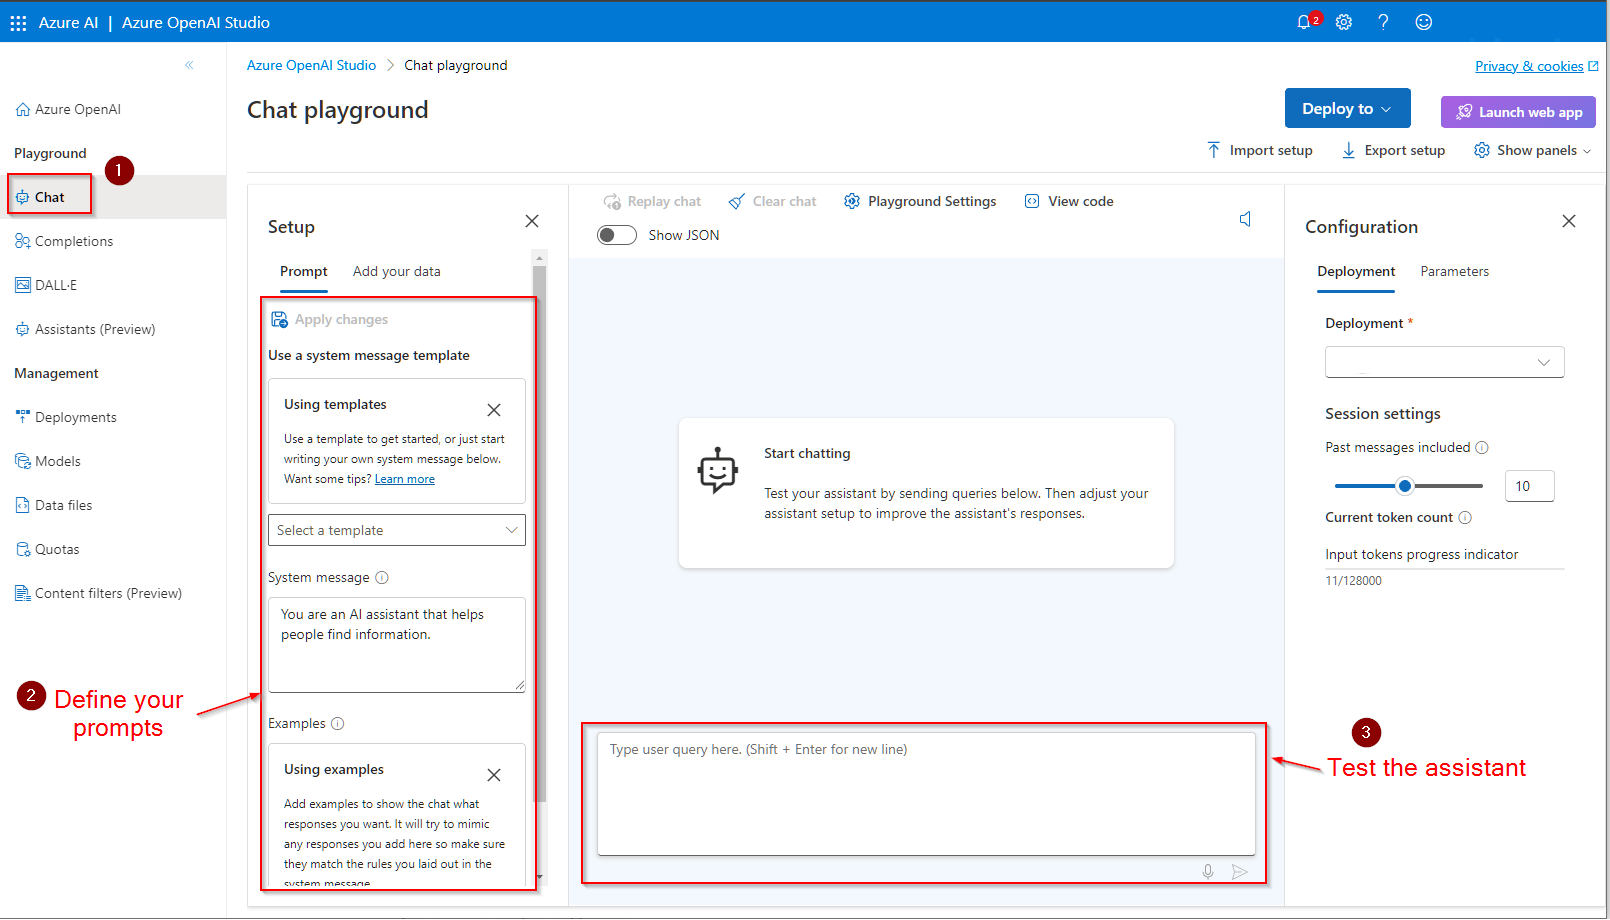 Azure AI | Azure OpenAI Studio
2
Azure OpenAI Studio > Chat playground
Privacy & cookies
Azure OpenAI
Playground
1
Chat
Completions
DALL·E
Assistants (Preview)
Management
Deployments
Models
Data files
Quotas
Content filters (Preview)
2 Define your
prompts
Chat playground
Deploy to
Launch web app
Import setup
Export setup
Show panels
Setup
Prompt
Add your data
Apply changes
Use a system message template
Using templates
Use a template to get started, or just start
writing your own system message below.
Want some tips? Learn more
Select a template
System message
You are an AI assistant that helps
people find information.
Examples
Using examples
Add examples to show the chat what
responses you want. It will try to mimic
any responses you add here so make sure
they match the rules you laid out in the
system message.
Replay chat
Clear chat
Playground Settings
View code
Show JSON
Start chatting
Test your assistant by sending queries below. Then adjust your
assistant setup to improve the assistant's responses.
Type user query here. (Shift + Enter for new line)
3
Test the assistant
Configuration
Deployment
Parameters
Deployment *
Session settings
Past messages included
10
Current token count
Input tokens progress indicator
11/128000